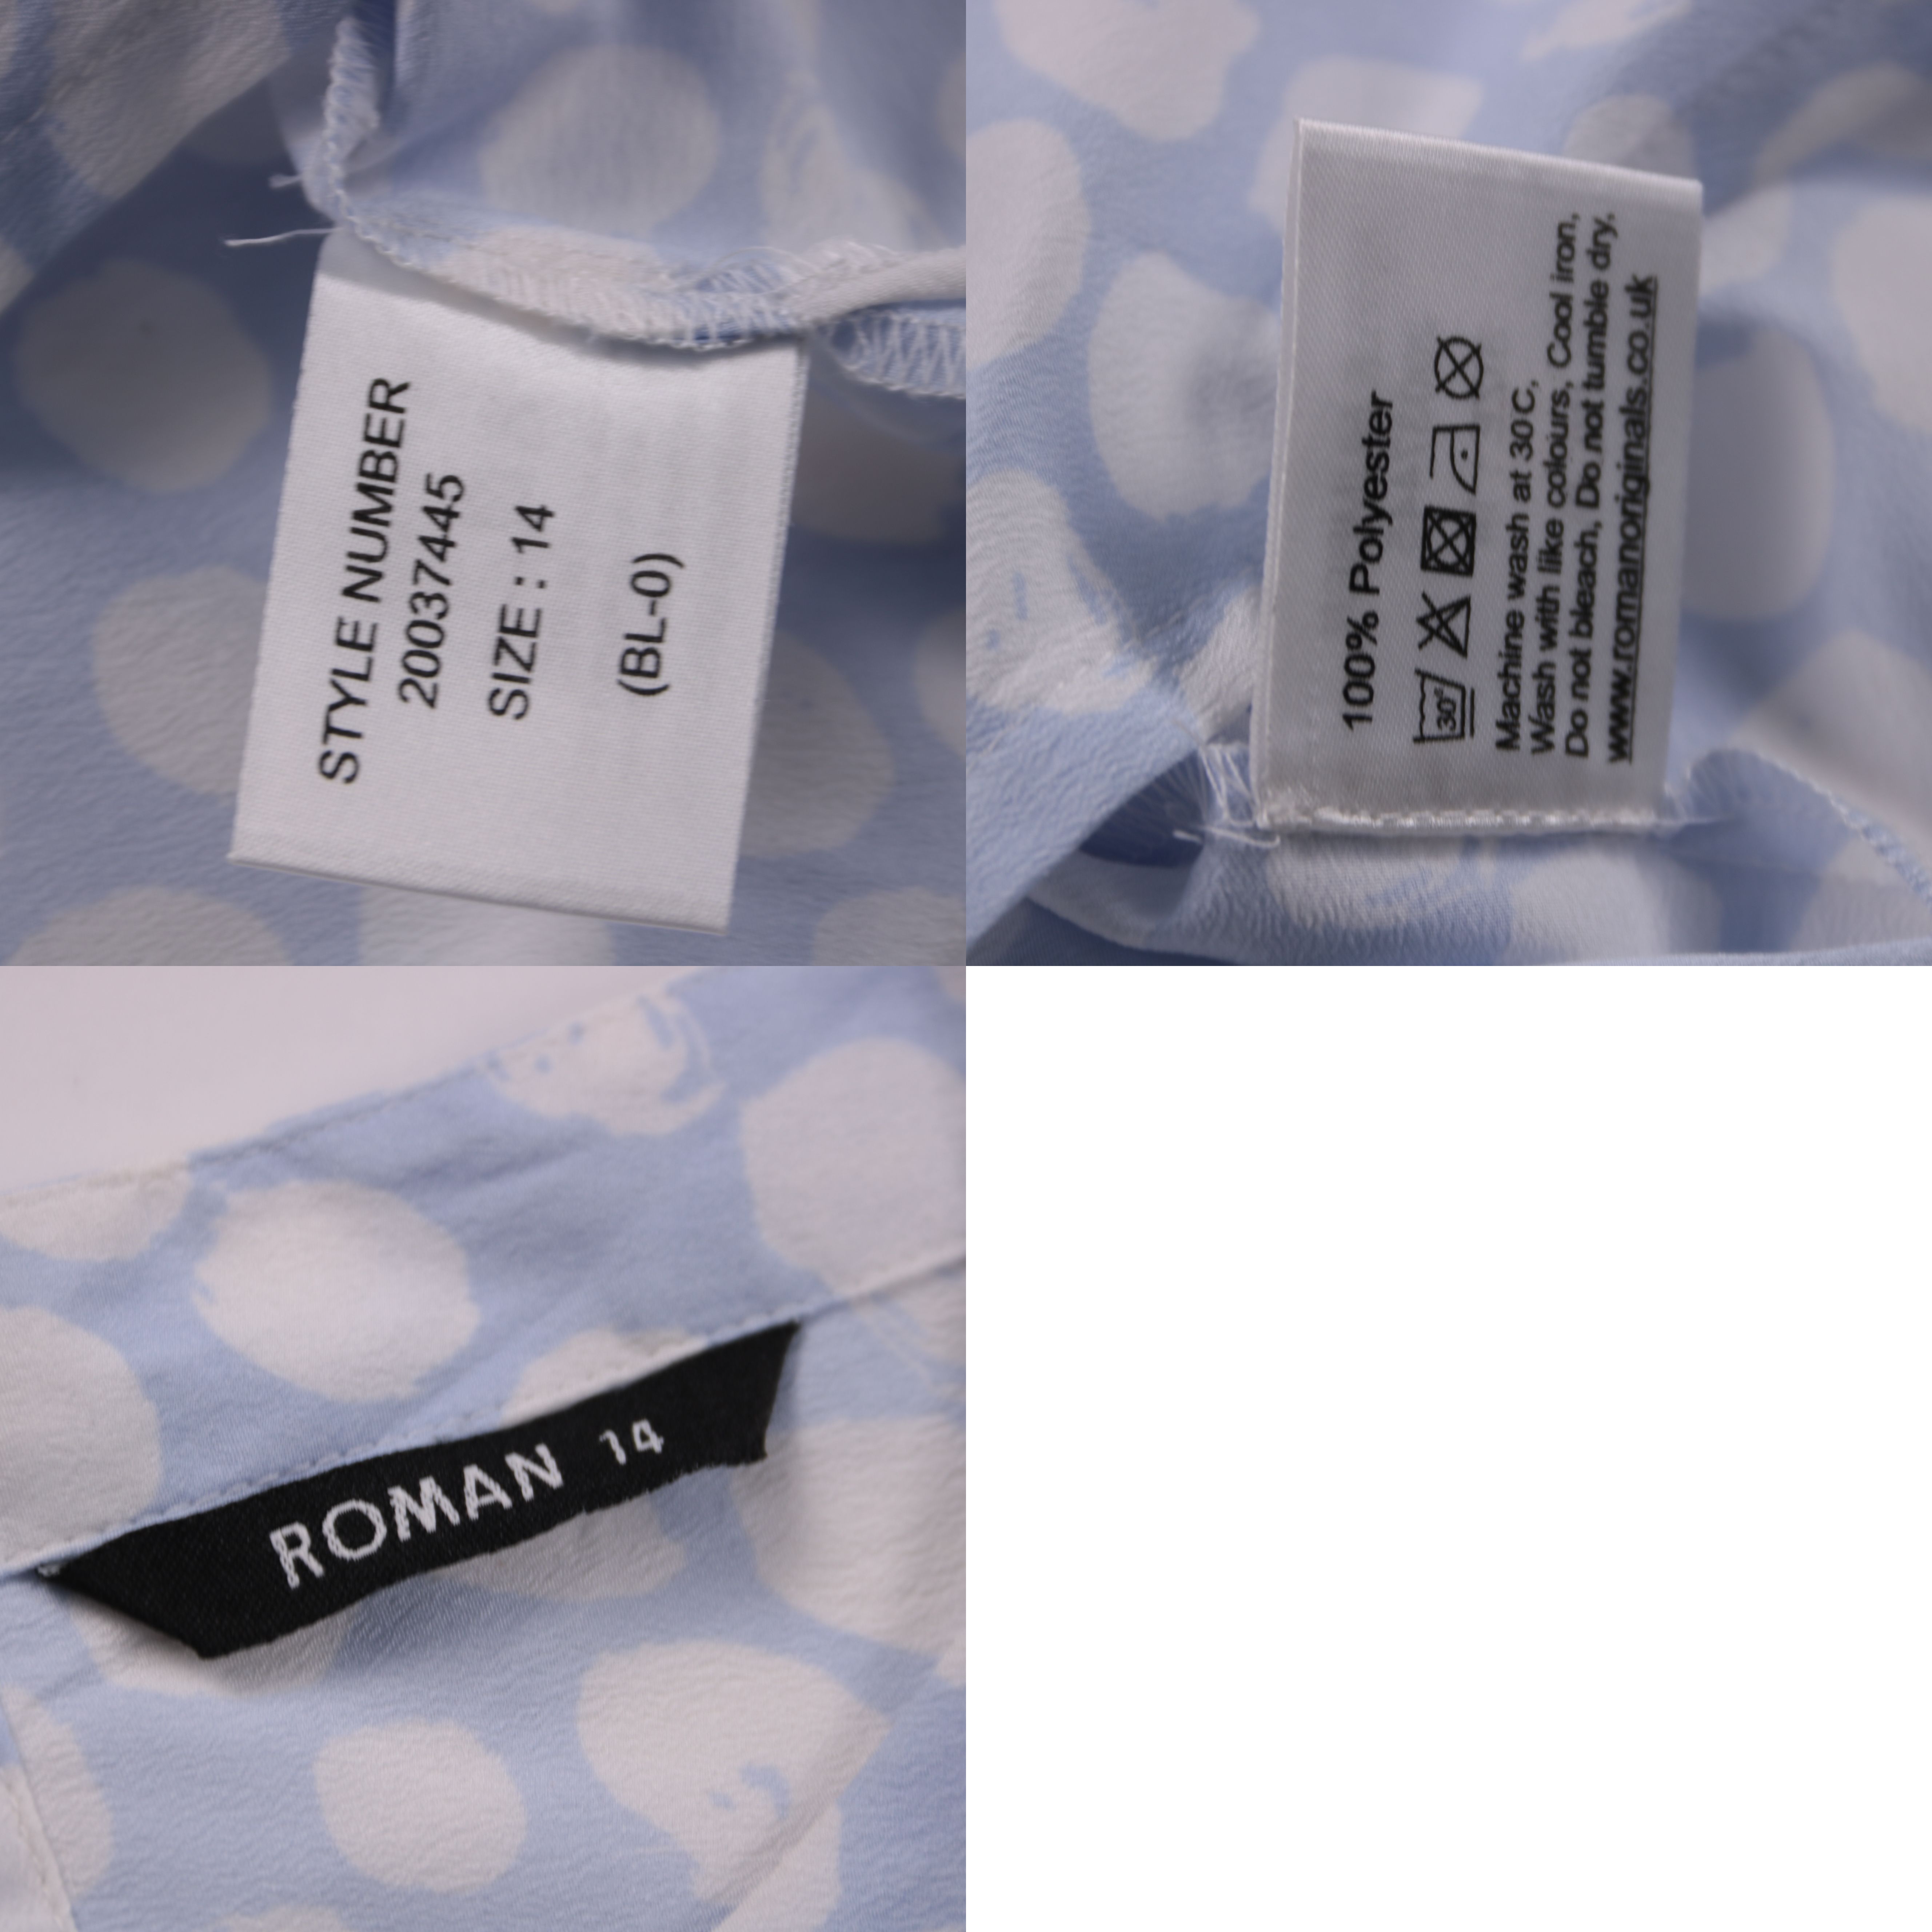 STYLE NUMBER
20037445
SIZE : 14
(BL-0)
100% Polyester
30°
Machine wash at 30C,
Wash with like colours, Cool iron,
Do not bleach, Do not tumble dry.
www.romanoriginals.co.uk
ROMAN 14